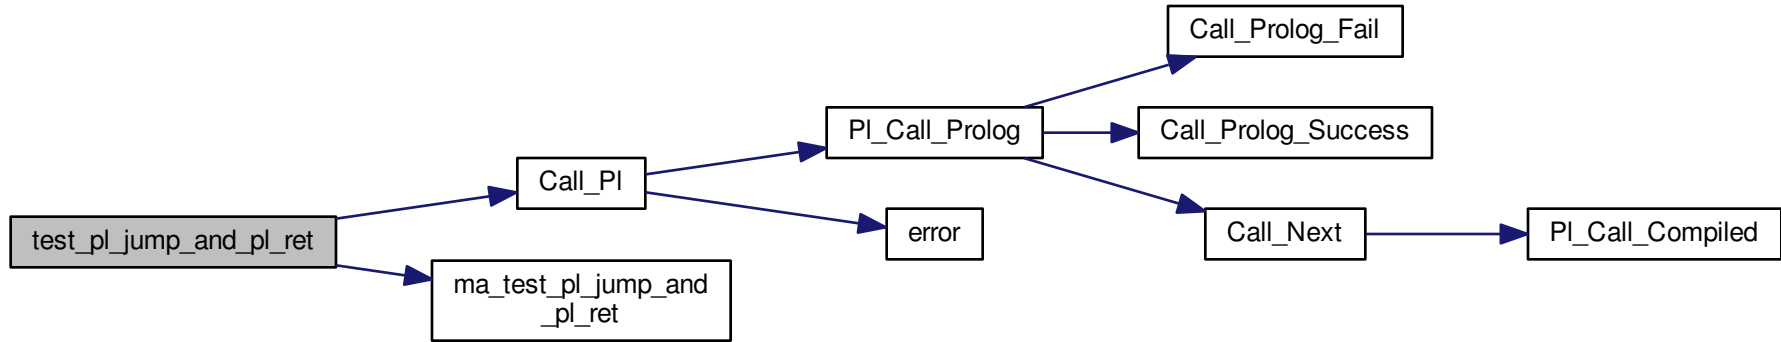 test_pl_jump_and_pl_ret
Call_Pl
ma_test_pl_jump_and
_pl_ret
Pl_Call_Prolog
error
Call_Prolog_Fail
Call_Prolog_Success
Call_Next
Pl_Call_Compiled